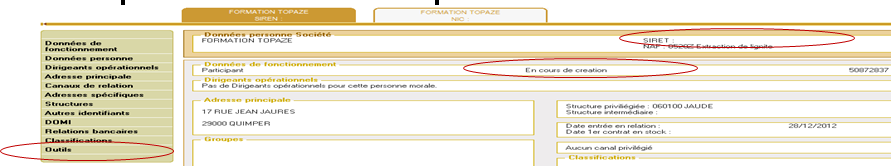 FORMATION TOPAZE
SIREN :
FORMATION TOPAZE
NIC :
Données de
fonctionnement
Données personne
Dirigeants opérationnels
Adresse principale
Canaux de relation
Adresses spécifiques
Structures
Autres identifiants
DDMI
Relations bancaires
Classifications
Outils
Données personne Société
FORMATION TOPAZE
SIRET :
NAF : 0520Z Extraction de lignite
Données de fonctionnement
Participant
En cours de creation
50872837
Dirigeants opérationnels
Pas de Dirigeants opérationnels pour cette personne morale.
Adresse principale
17 RUE JEAN JAURES
29000 QUIMPER
Groupes
Structure privilégiée : 060100 JAUDE
Structure intermédiaire :
Date entrée en relation : 28/12/2012
Date 1er contrat en stock :
Aucun canal privilégié
Classifications